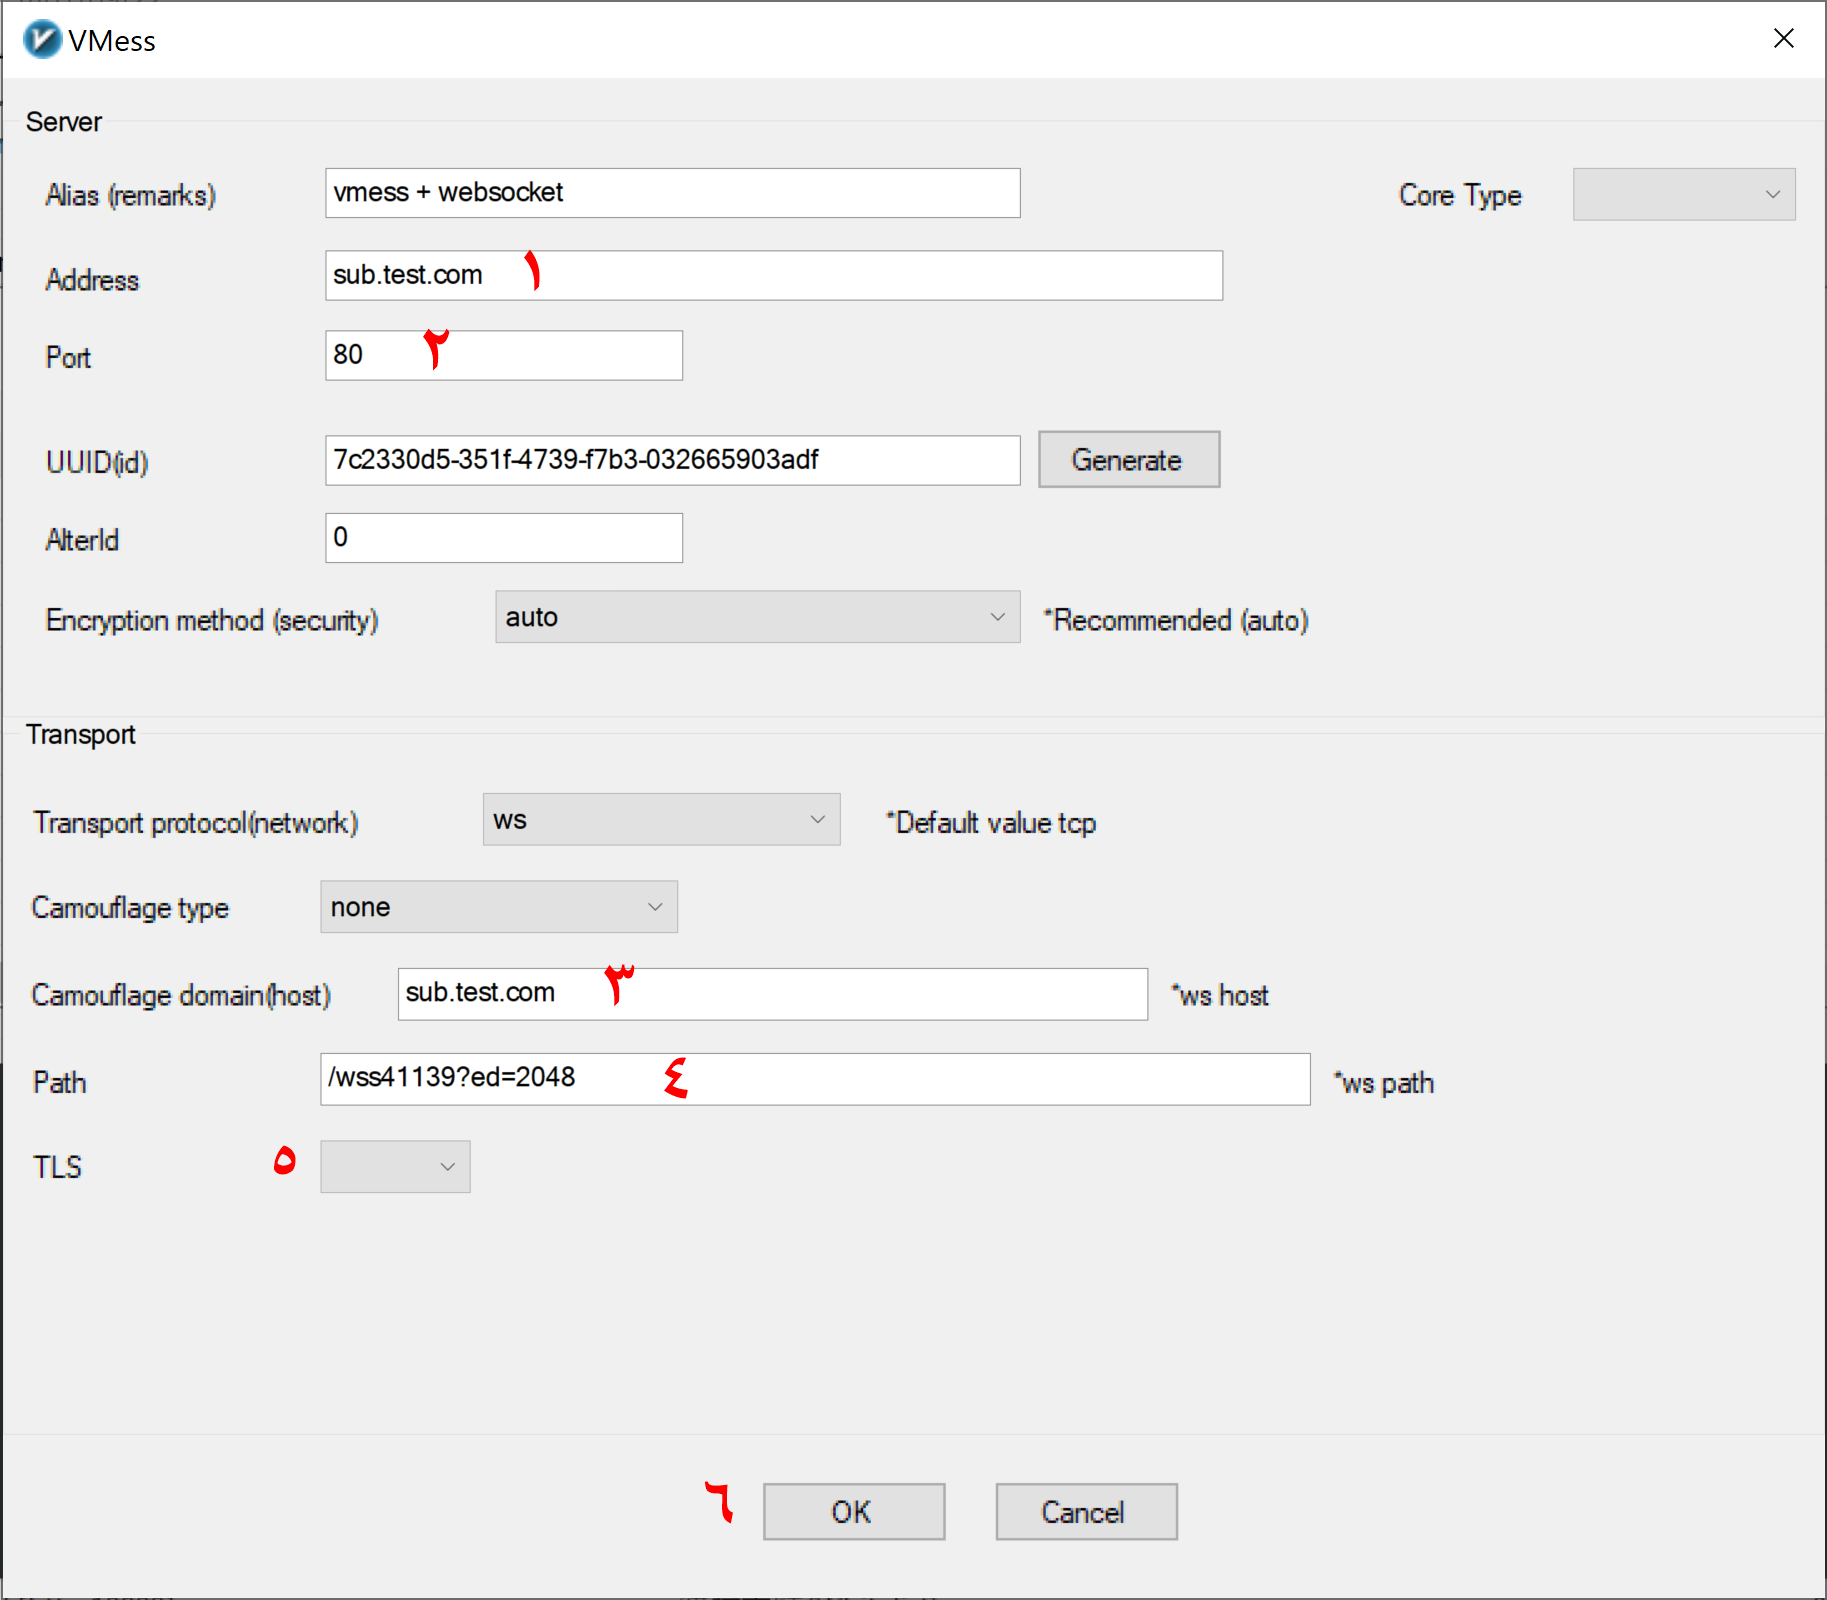 VMess
Server
Alias (remarks) vmess + websocket Core Type
Address sub.test.com ١
Port 80 ٢
UUID(id) 7c2330d5-351f-4739-f7b3-032665903adf Generate
AlterId 0
Encryption method (security) auto *Recommended (auto)
Transport
Transport protocol(network) ws *Default value tcp
Camouflage type none
Camouflage domain(host) sub.test.com ٣ *ws host
Path /wss41139?ed=2048 ٤ *ws path
TLS ٥
٦ OK Cancel